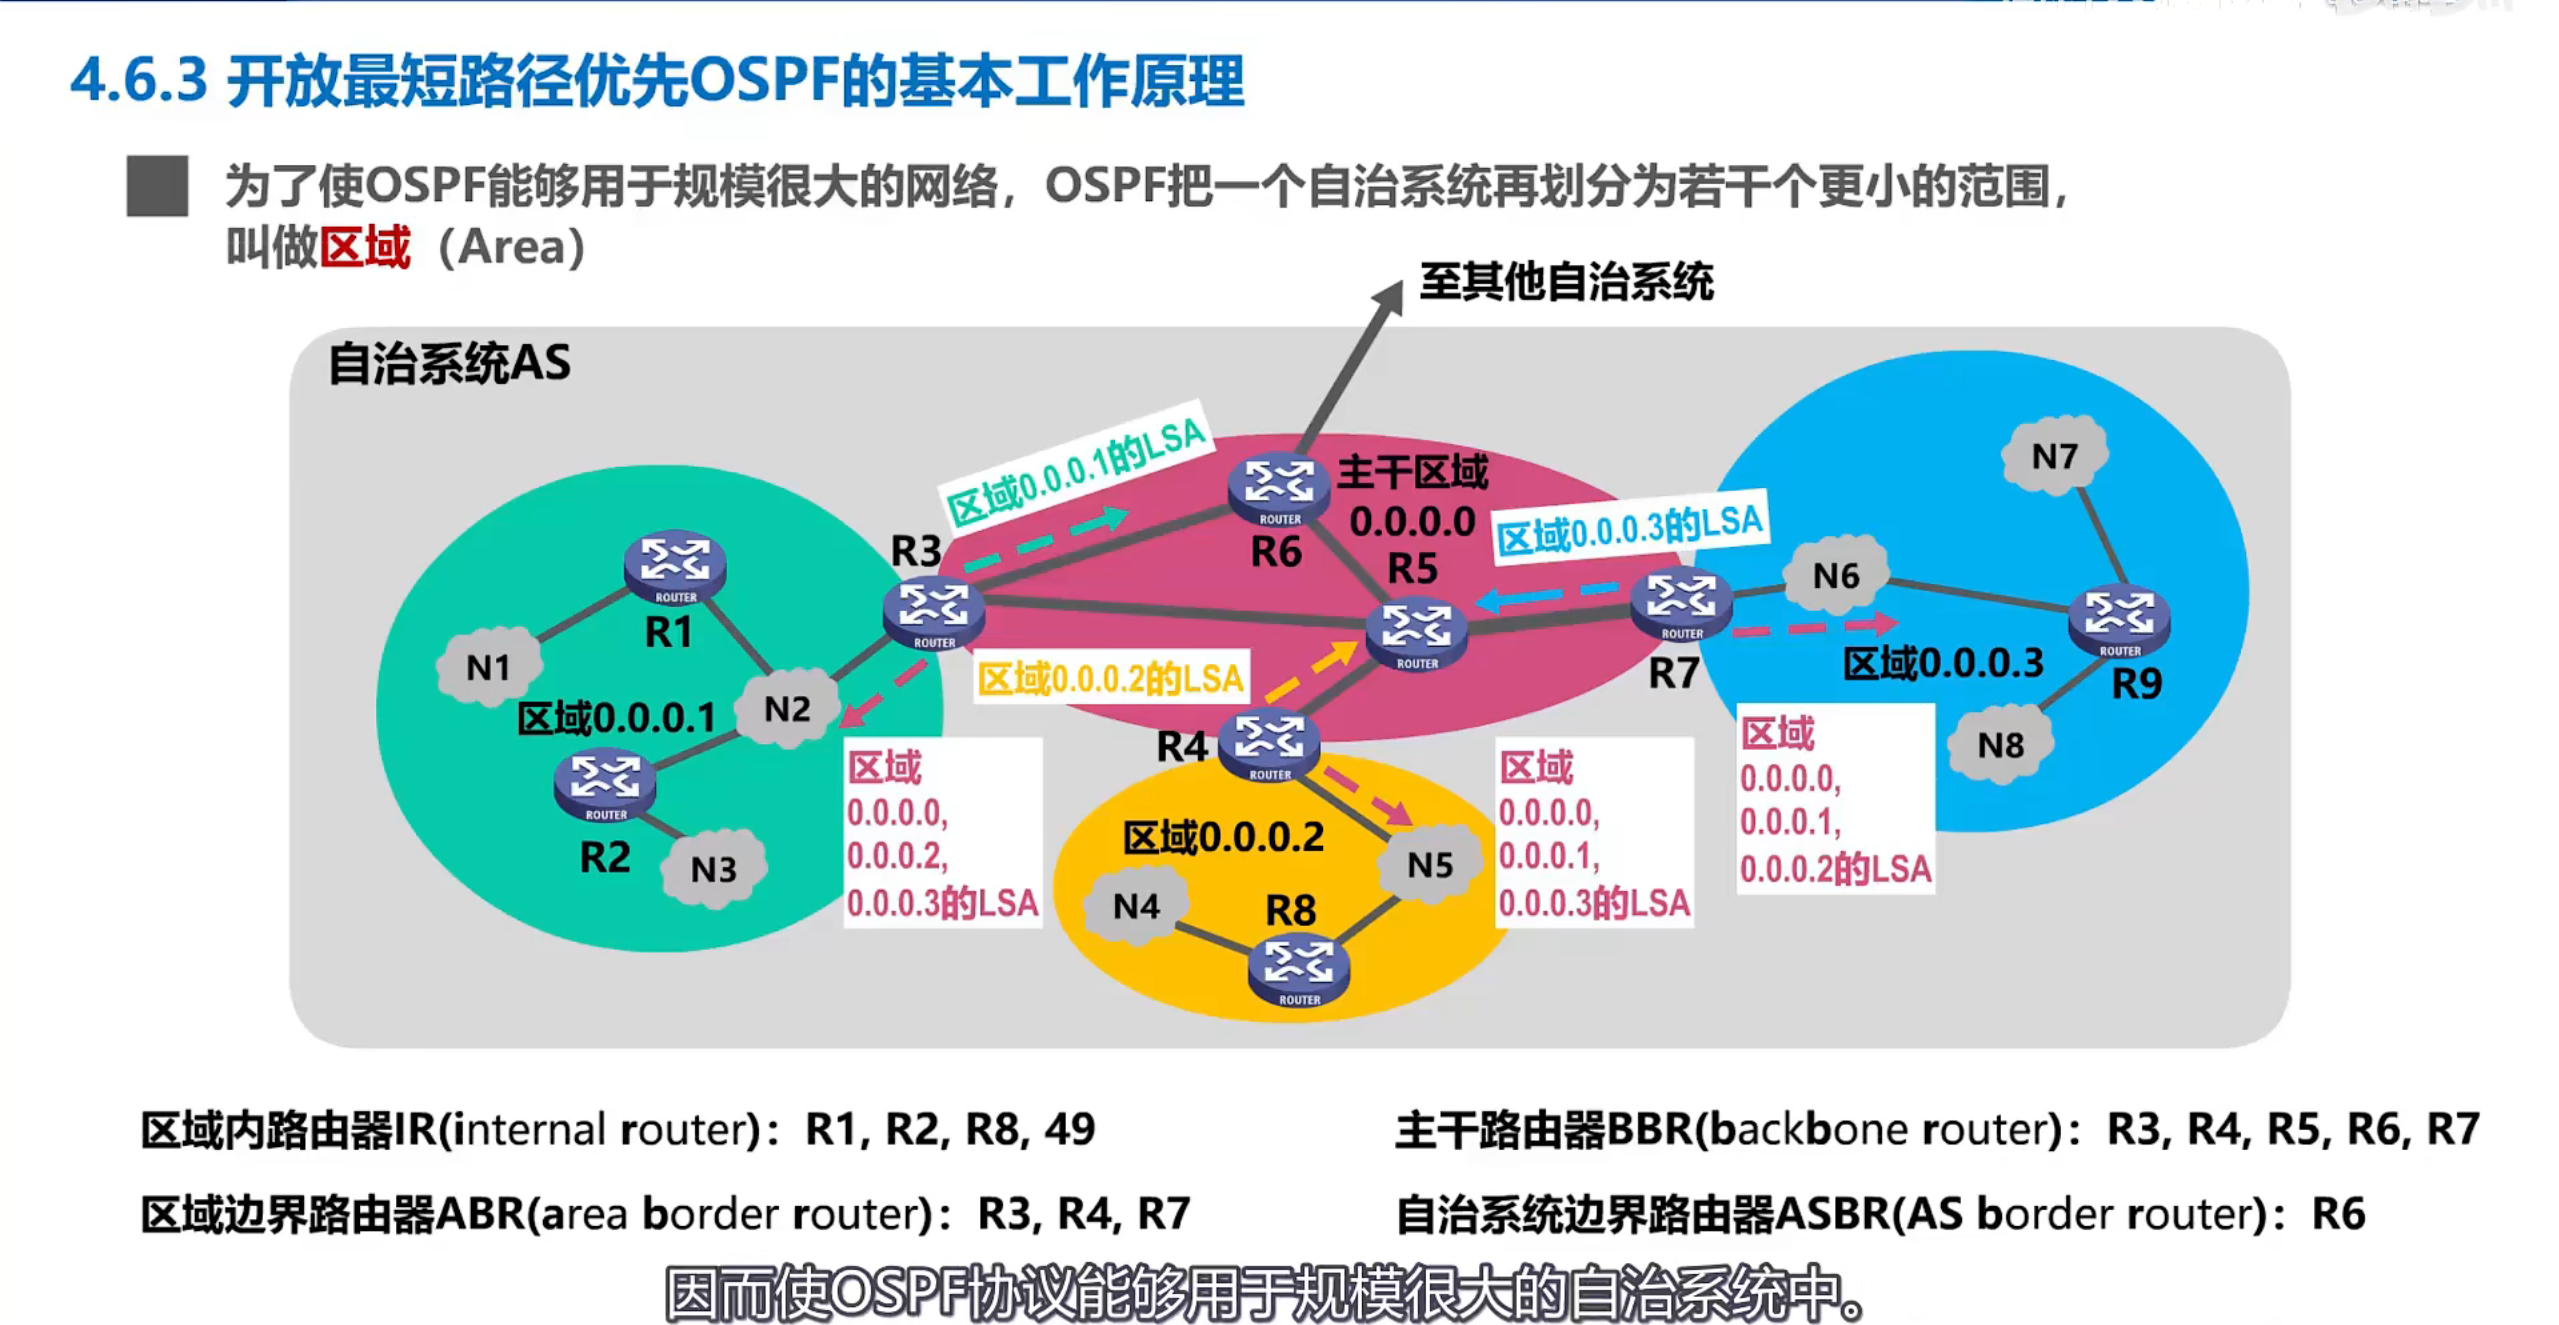 4.6.3 开放最短路径优先OSPF的基本工作原理
为了使OSPF能够用于规模很大的网络，OSPF把一个自治系统再划分为若干个更小的范围，
叫做区域（Area）
至其他自治系统
自治系统AS
区域0.0.0.1的LSA
主干区域
0.0.0.0
区域0.0.0.3的LSA
ROUTER
R6
R5
ROUTER
R3
ROUTER
ROUTER
R7
ROUTER
R1
N1
N2
区域0.0.0.1
ROUTER
R2
N3
区域0.0.0.2的LSA
R4
ROUTER
区域
0.0.0.0,
0.0.0.2,
0.0.0.3的LSA
区域0.0.0.2
N4
N5
R8
ROUTER
区域
0.0.0.0,
0.0.0.1,
0.0.0.3的LSA
N7
N6
ROUTER
R9
区域0.0.0.3
N8
区域
0.0.0.0,
0.0.0.1,
0.0.0.2的LSA
区域内路由器IR(internal router)：R1, R2, R8, 49
主干路由器BBR(backbone router)：R3, R4, R5, R6, R7
区域边界路由器ABR(area border router)：R3, R4, R7
自治系统边界路由器ASBR(AS border router)：R6
因而使OSPF协议能够用于规模很大的自治系统中。